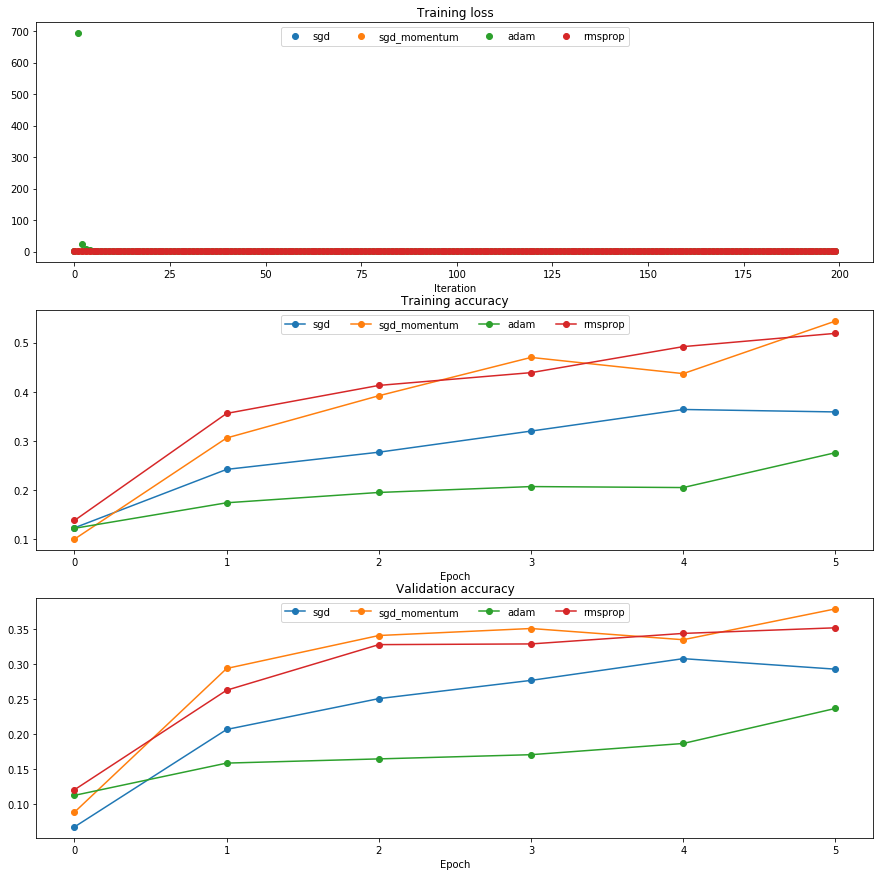 Training loss
sgd sgd_momentum adam rmsprop
700
600
500
400
300
200
100
0
0 25 50 75 100 125 150 175 200
Iteration
Training accuracy
sgd sgd_momentum adam rmsprop
0.5
0.4
0.3
0.2
0.1
0 1 2 3 4 5
Epoch
Validation accuracy
sgd sgd_momentum adam rmsprop
0.35
0.30
0.25
0.20
0.15
0.10
0 1 2 3 4 5
Epoch